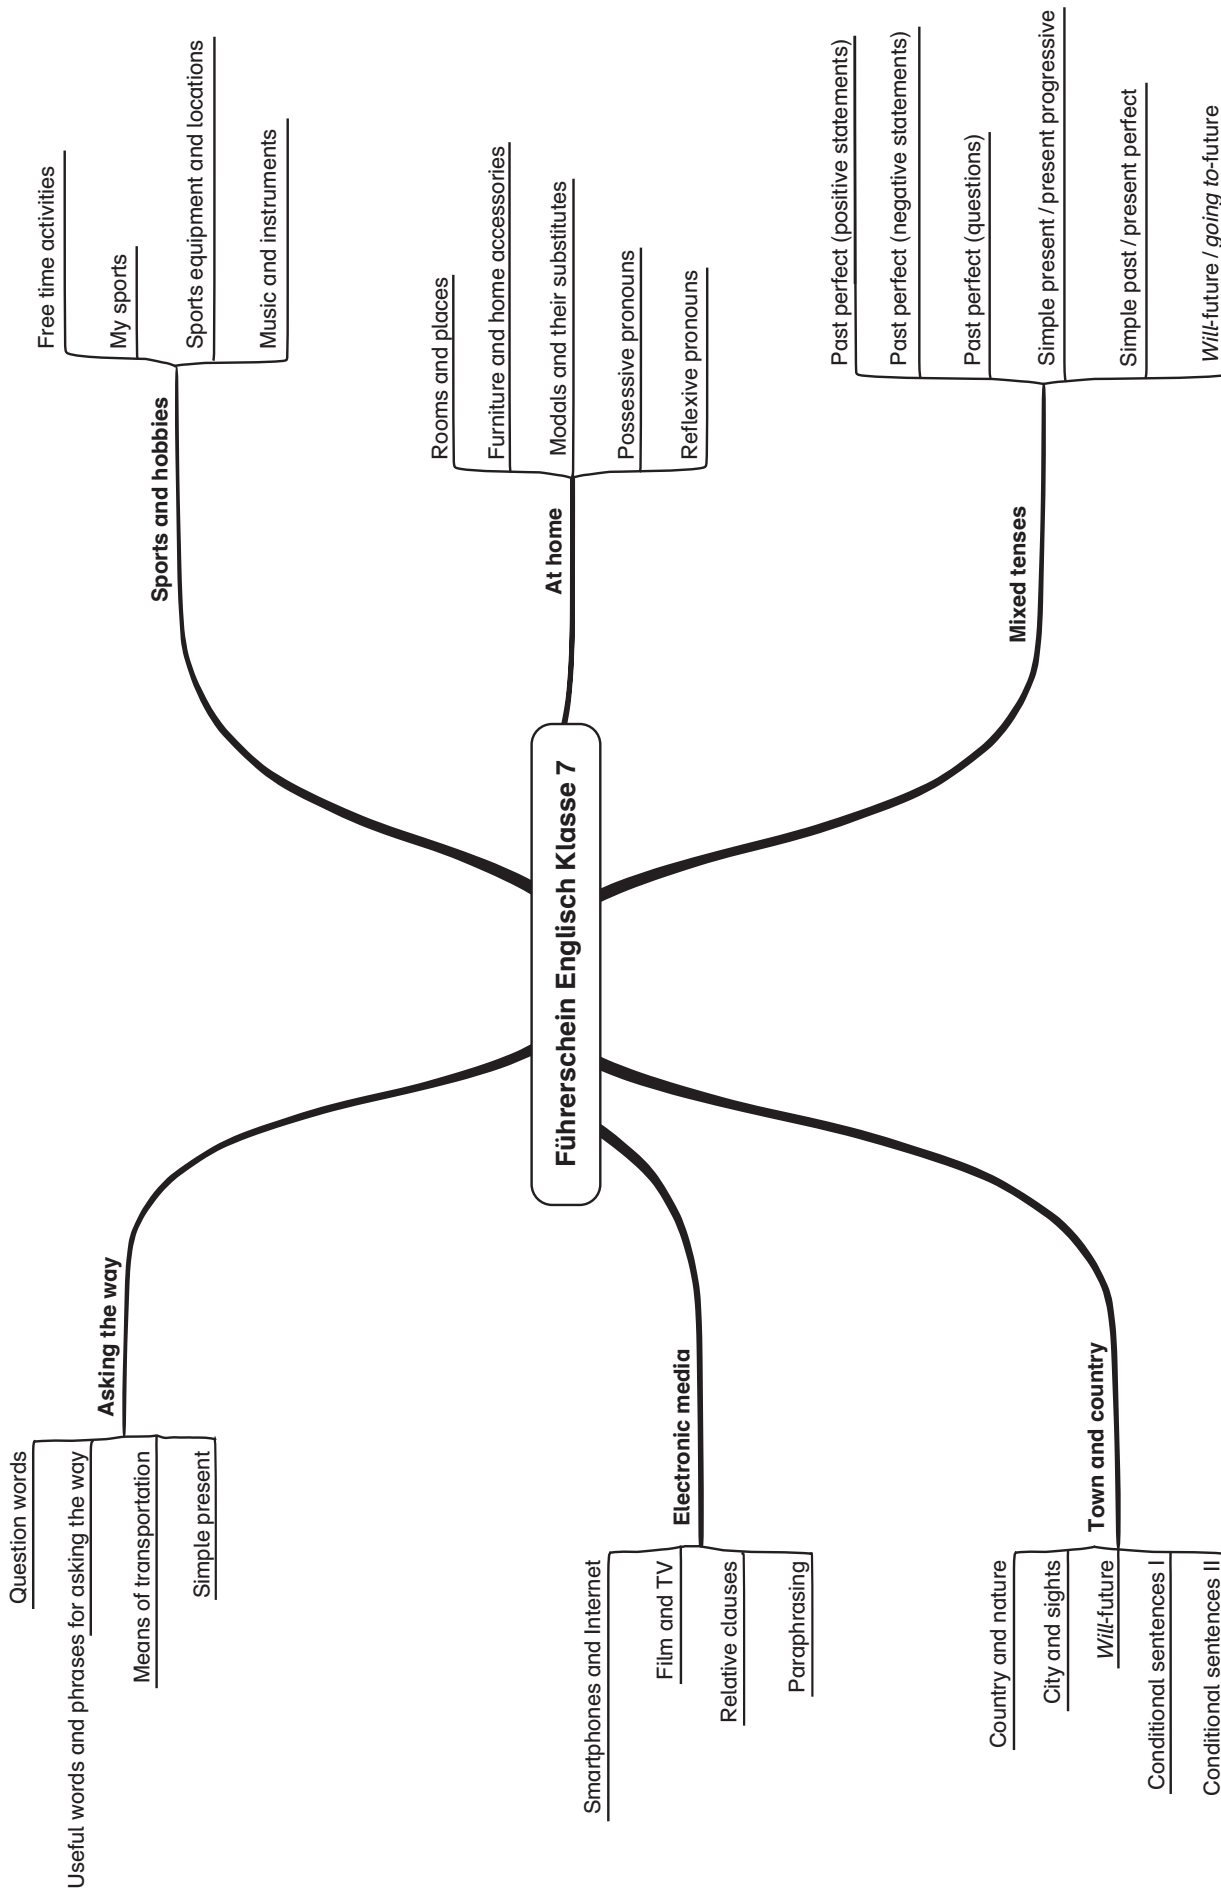 Führerschein Englisch Klasse 7
Asking the way
Question words
Useful words and phrases for asking the way
Means of transportation
Simple present
Electronic media
Smartphones and Internet
Film and TV
Relative clauses
Paraphrasing
Town and country
Country and nature
City and sights
Will-future
Conditional sentences I
Conditional sentences II
Sports and hobbies
Free time activities
My sports
Sports equipment and locations
Music and instruments
At home
Rooms and places
Furniture and home accessories
Modals and their substitutes
Possessive pronouns
Reflexive pronouns
Mixed tenses
Past perfect (positive statements)
Past perfect (negative statements)
Past perfect (questions)
Simple present / present progressive
Simple past / present perfect
Will-future / going to-future